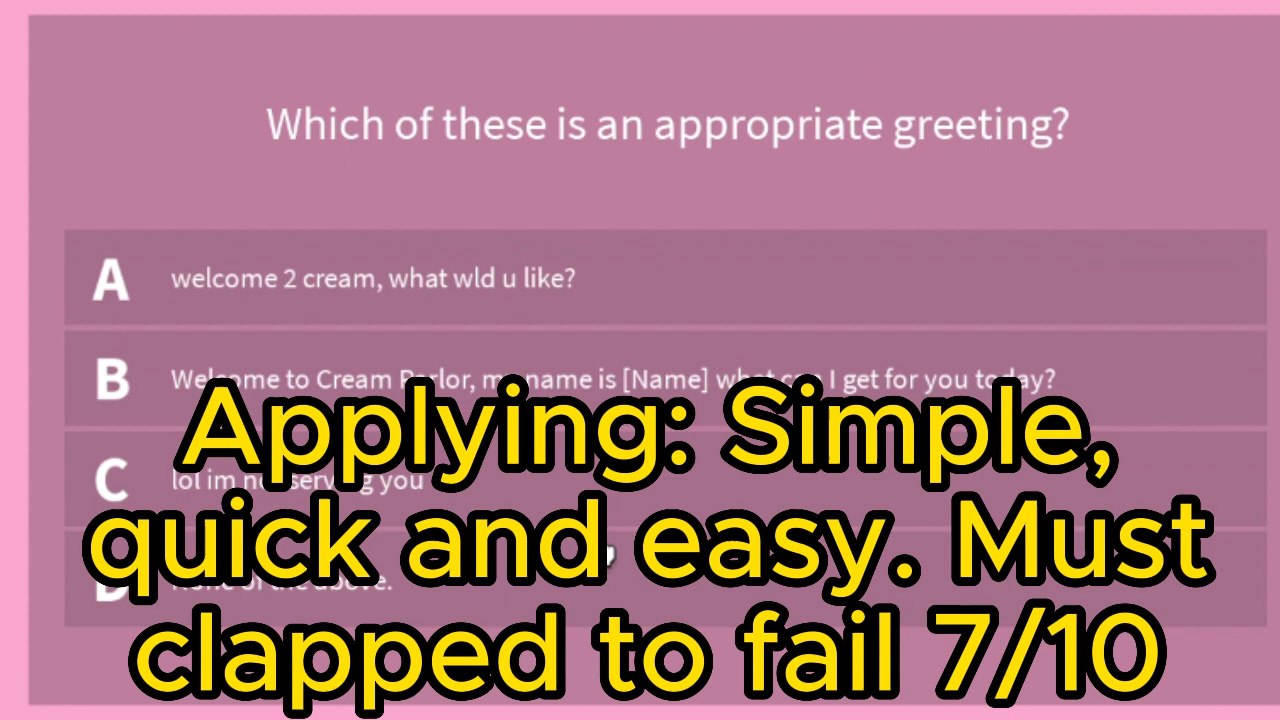 Which of these is an appropriate greeting?
A welcome 2 cream, what wld u like?
B Welcome to Cream Parlor, my name is [Name] what can I get for you today?
C lol im not serving you
D None of the above.
Applying: Simple,
quick and easy. Must
clapped to fail 7/10